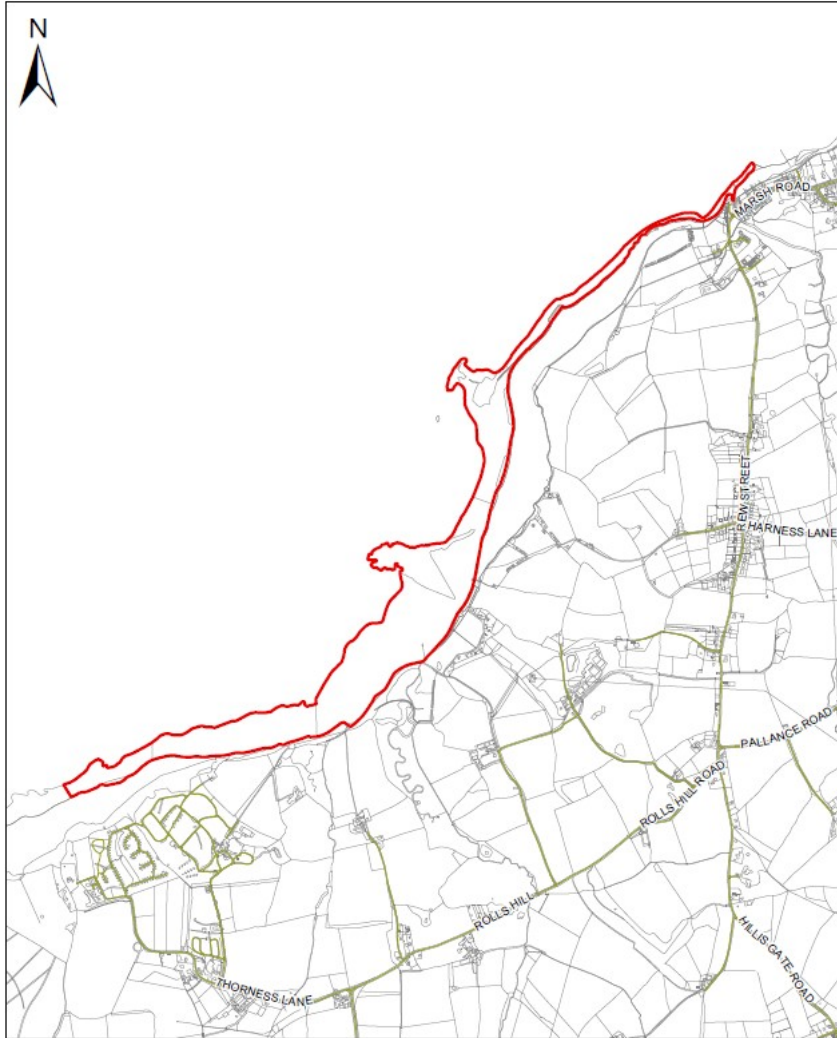 N
MARSH ROAD
REW STREET
HARNESS LANE
PALLANCE ROAD
ROLLS HILL ROAD
ROLLS HILL
HILLIS GATE ROAD
THORNESS LANE